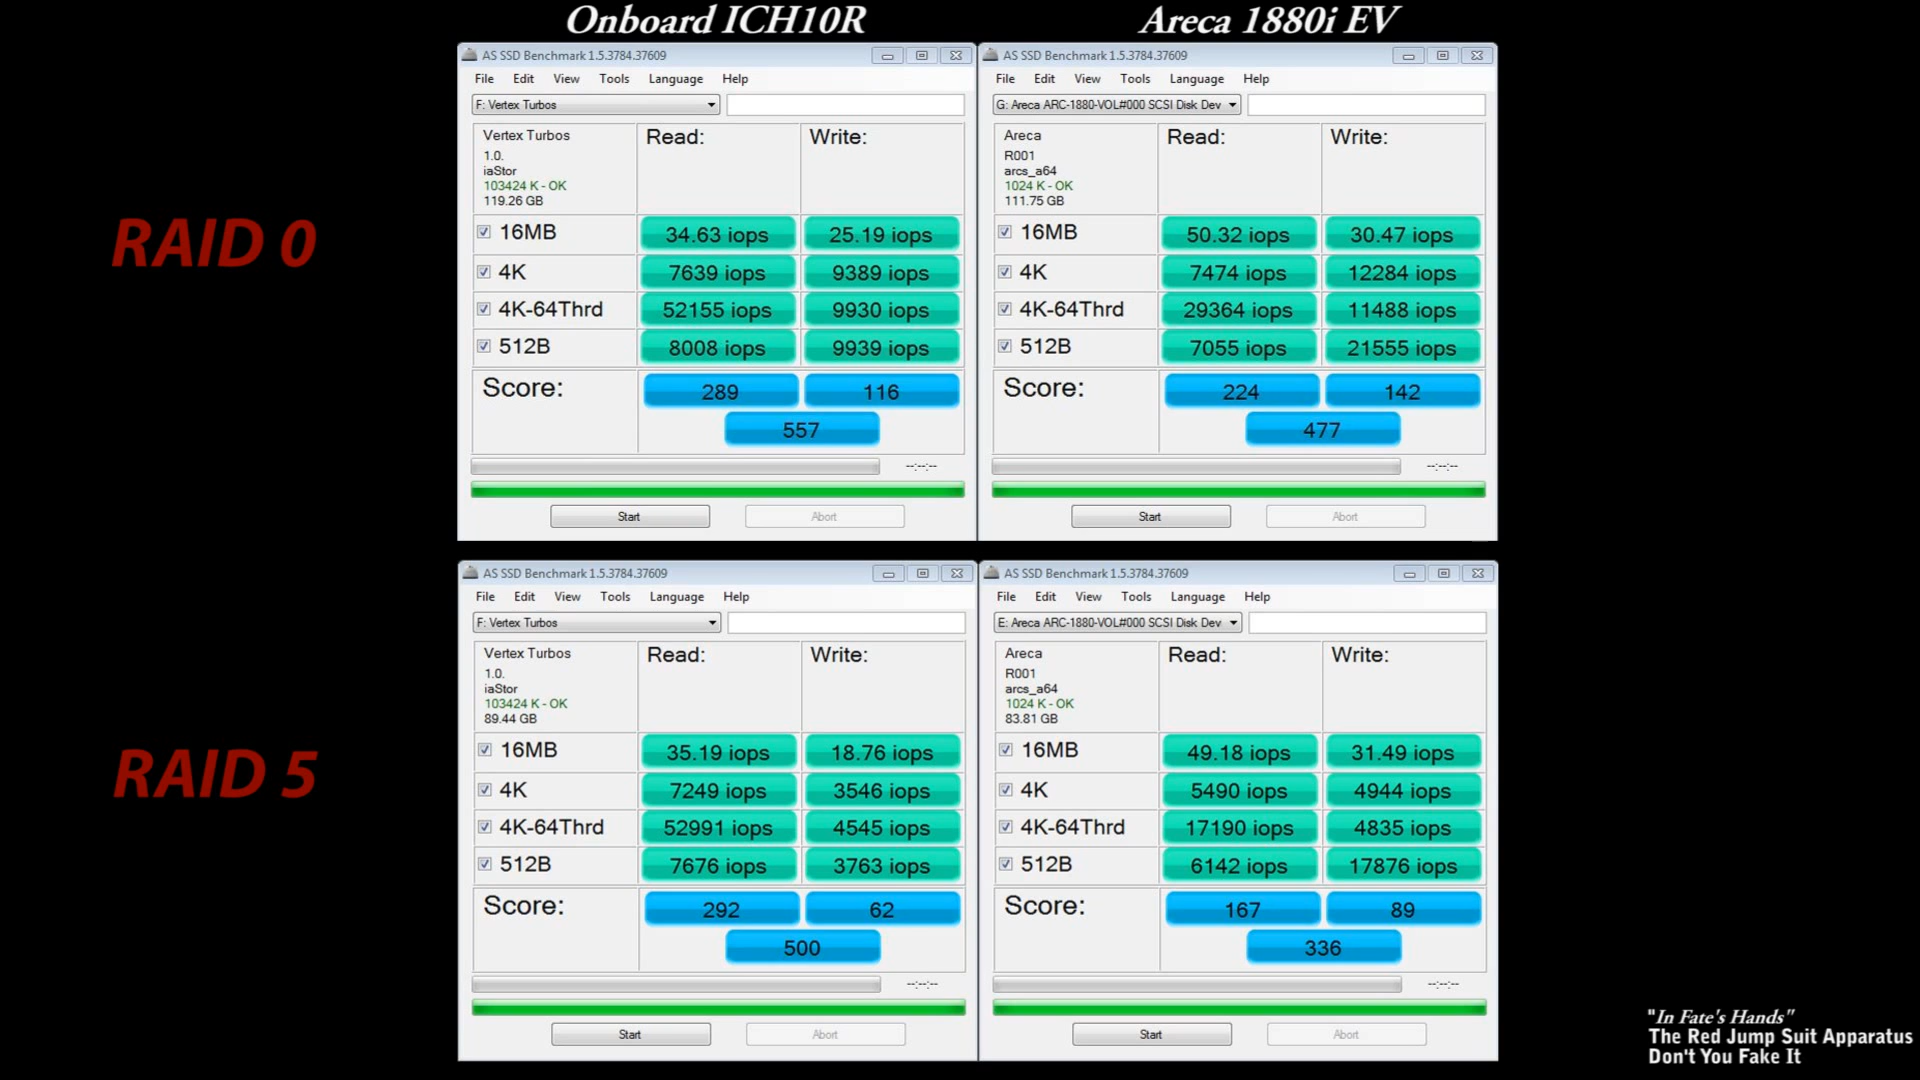 Onboard ICH10R
Areca 1880i EV
RAID 0
AS SSD Benchmark 1.5.3784.37609
File Edit View Tools Language Help
F: Vertex Turbos
Vertex Turbos
1.0.
iaStor
103424 K - OK
119.26 GB
Read: Write:
16MB 34.63 iops 25.19 iops
4K 7639 iops 9389 iops
4K-64Thrd 52155 iops 9930 iops
512B 8008 iops 9939 iops
Score: 289 116
557
--:--:--
Start Abort
AS SSD Benchmark 1.5.3784.37609
File Edit View Tools Language Help
G: Areca ARC-1880-VOL#000 SCSI Disk Dev
Areca
R001
arcs_a64
1024 K - OK
111.75 GB
Read: Write:
16MB 50.32 iops 30.47 iops
4K 7474 iops 12284 iops
4K-64Thrd 29364 iops 11488 iops
512B 7055 iops 21555 iops
Score: 224 142
477
--:--:--
Start Abort
RAID 5
AS SSD Benchmark 1.5.3784.37609
File Edit View Tools Language Help
F: Vertex Turbos
Vertex Turbos
1.0.
iaStor
103424 K - OK
89.44 GB
Read: Write:
16MB 35.19 iops 18.76 iops
4K 7249 iops 3546 iops
4K-64Thrd 52991 iops 4545 iops
512B 7676 iops 3763 iops
Score: 292 62
500
--:--:--
Start Abort
AS SSD Benchmark 1.5.3784.37609
File Edit View Tools Language Help
E: Areca ARC-1880-VOL#000 SCSI Disk Dev
Areca
R001
arcs_a64
1024 K - OK
83.81 GB
Read: Write:
16MB 49.18 iops 31.49 iops
4K 5490 iops 4944 iops
4K-64Thrd 17190 iops 4835 iops
512B 6142 iops 17876 iops
Score: 167 89
336
--:--:--
Start Abort
"In Fate's Hands"
The Red Jump Suit Apparatus
Don't You Fake It